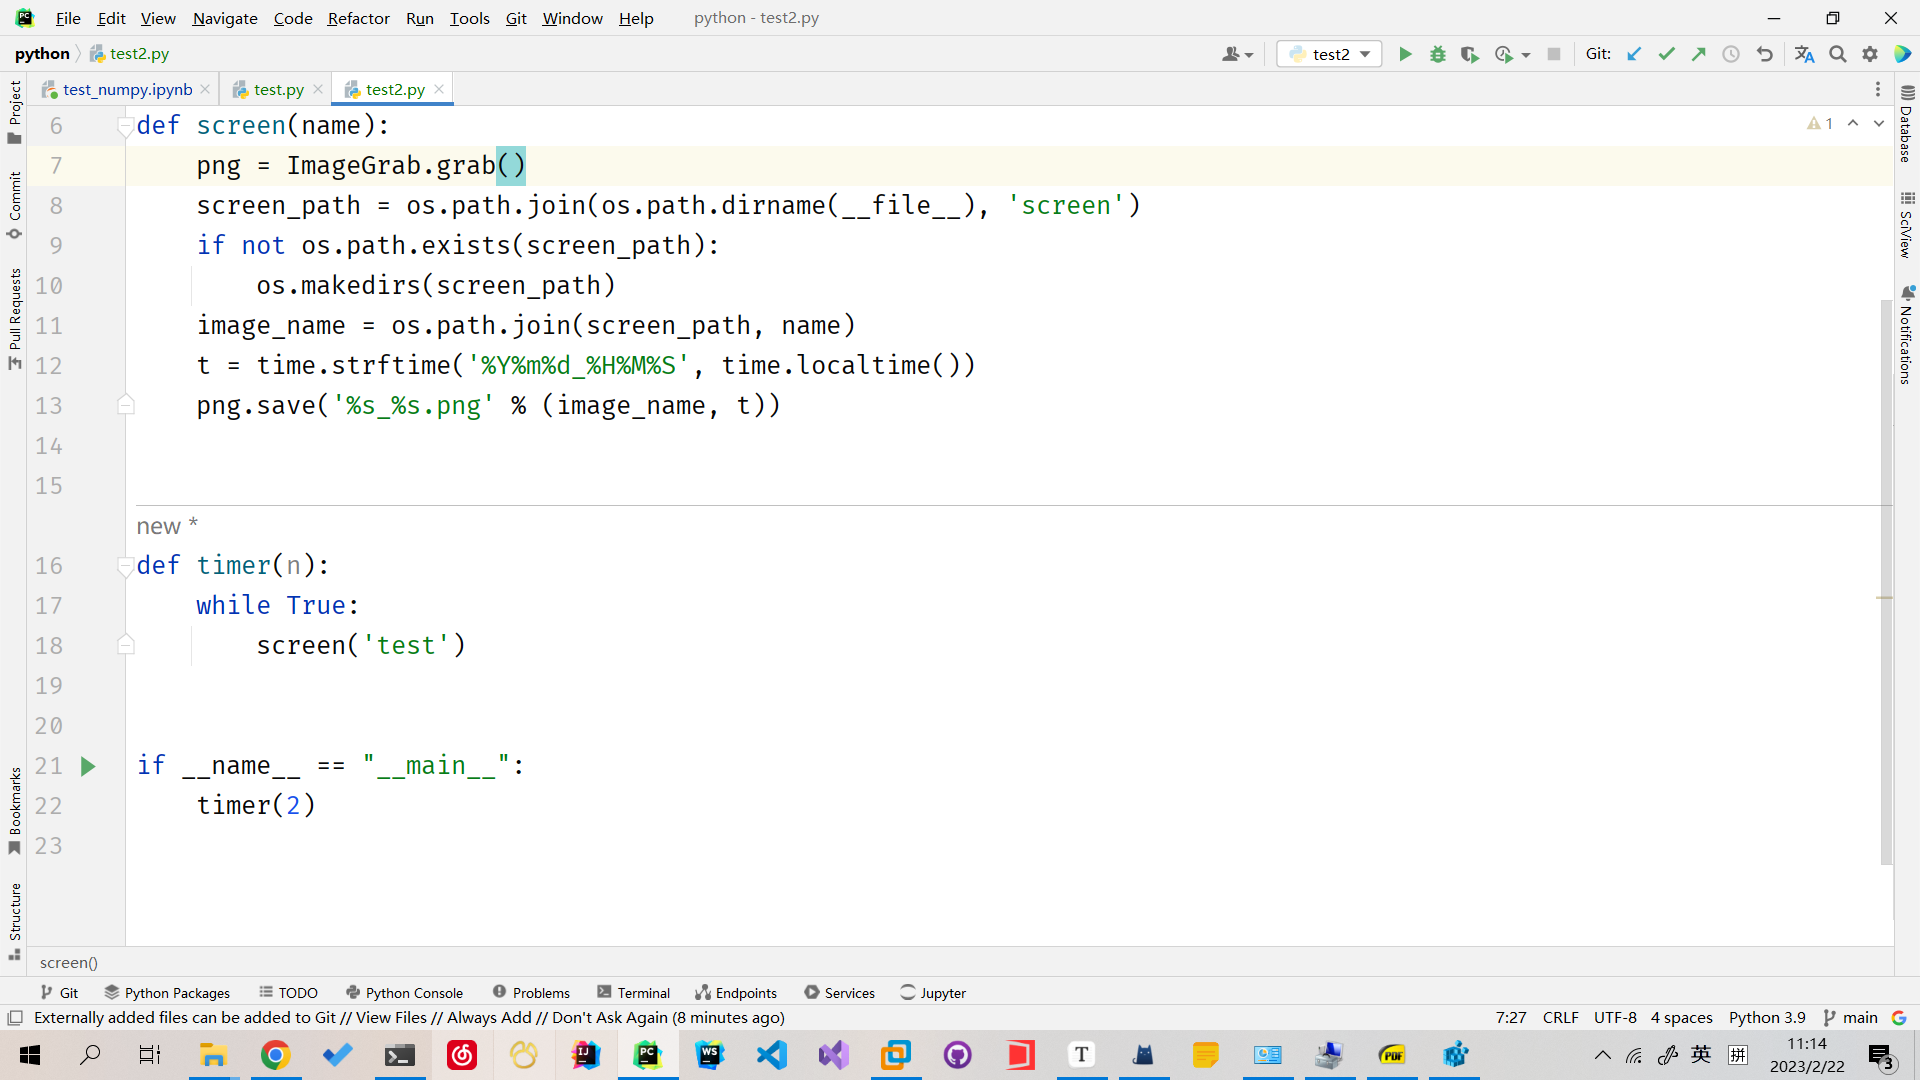 File Edit View Navigate Code Refactor Run Tools Git Window Help python - test2.py
python test2.py test2 Git:
test_numpy.ipynb test.py test2.py
6 def screen(name):
7 png = ImageGrab.grab()
8 screen_path = os.path.join(os.path.dirname(__file__), 'screen')
9 if not os.path.exists(screen_path):
10 os.makedirs(screen_path)
11 image_name = os.path.join(screen_path, name)
12 t = time.strftime('%Y%m%d_%H%M%S', time.localtime())
13 png.save('%s_%s.png' % (image_name, t))
14
15
new *
16 def timer(n):
17 while True:
18 screen('test')
19
20
21 if __name__ == "__main__":
22 timer(2)
23
1
Project
Commit
Pull Requests
Bookmarks
Structure
Database
SciView
Notifications
screen()
Git Python Packages TODO Python Console Problems Terminal Endpoints Services Jupyter
Externally added files can be added to Git // View Files // Always Add // Don't Ask Again (8 minutes ago) 7:27 CRLF UTF-8 4 spaces Python 3.9 main
IJ PC WS T PDF 英 拼 11:14
2023/2/22 3